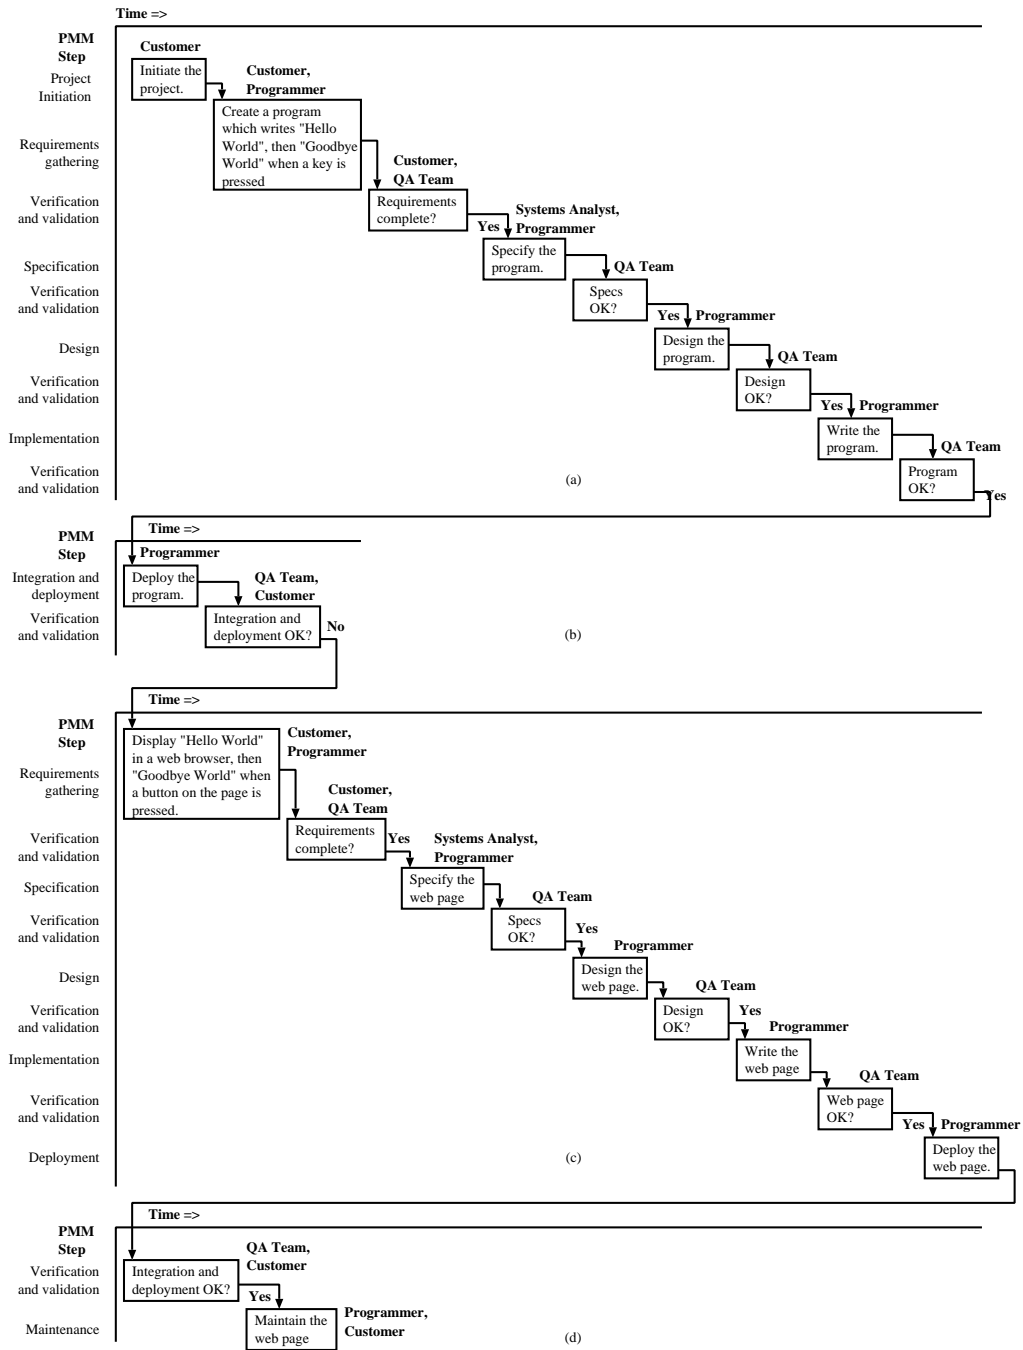 Time =>
PMM
Step
Customer
Project
Initiation
Initiate the
project.
Customer,
Programmer
Requirements
gathering
Create a program
which writes "Hello
World", then "Goodbye
World" when a key is
pressed
Customer,
QA Team
Verification
and validation
Requirements
complete?
Yes
Systems Analyst,
Programmer
Specification
Specify the
program.
QA Team
Verification
and validation
Specs
OK?
Yes
Programmer
Design
Design the
program.
QA Team
Verification
and validation
Design
OK?
Yes
Programmer
Implementation
Write the
program.
QA Team
Verification
and validation
Program
OK?
Yes
(a)
Time =>
PMM
Step
Programmer
Integration and
deployment
Deploy the
program.
QA Team,
Customer
Verification
and validation
Integration and
deployment OK?
No
(b)
Time =>
PMM
Step
Customer,
Programmer
Requirements
gathering
Display "Hello World"
in a web browser, then
"Goodbye World" when
a button on the page is
pressed.
Customer,
QA Team
Verification
and validation
Requirements
complete?
Yes
Systems Analyst,
Programmer
Specification
Specify the
web page
QA Team
Verification
and validation
Specs
OK?
Yes
Programmer
Design
Design the
web page.
QA Team
Verification
and validation
Design
OK?
Yes
Programmer
Implementation
Write the
web page
QA Team
Verification
and validation
Web page
OK?
Yes
Programmer
Deployment
Deploy the
web page.
(c)
Time =>
PMM
Step
QA Team,
Customer
Verification
and validation
Integration and
deployment OK?
Yes
Programmer,
Customer
Maintenance
Maintain the
web page
(d)